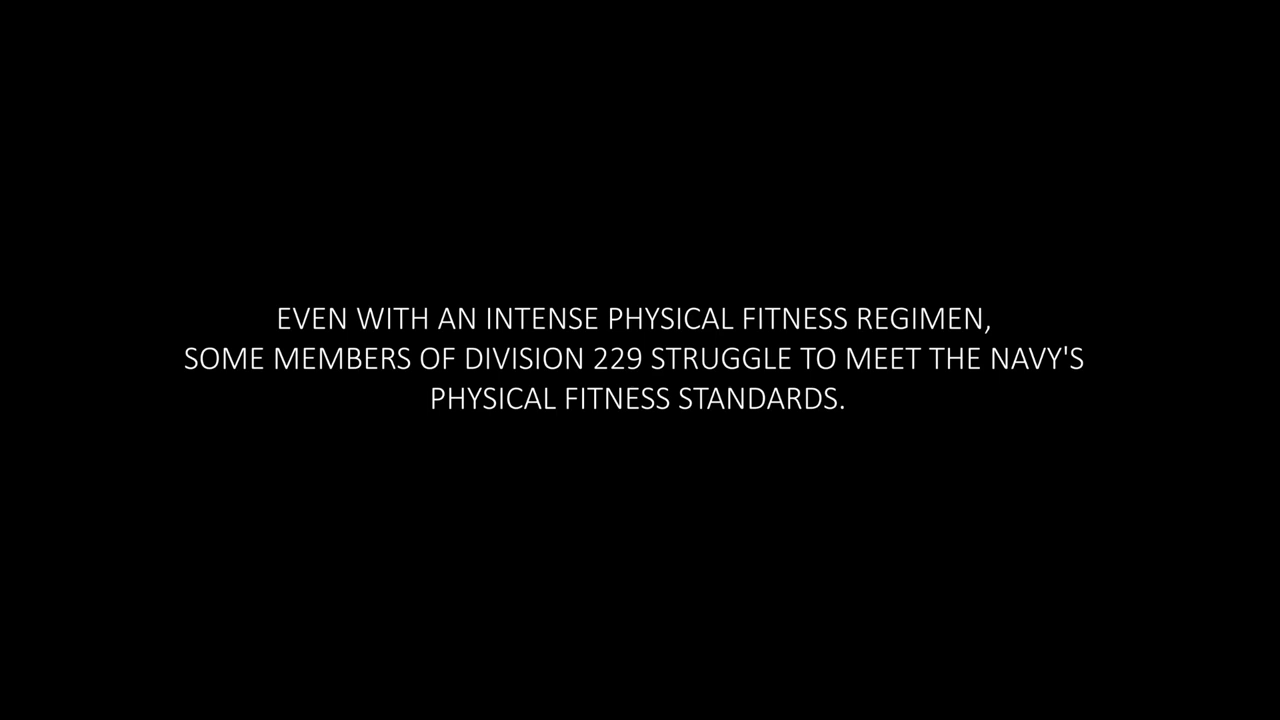 EVEN WITH AN INTENSE PHYSICAL FITNESS REGIMEN,
SOME MEMBERS OF DIVISION 229 STRUGGLE TO MEET THE NAVY'S
PHYSICAL FITNESS STANDARDS.